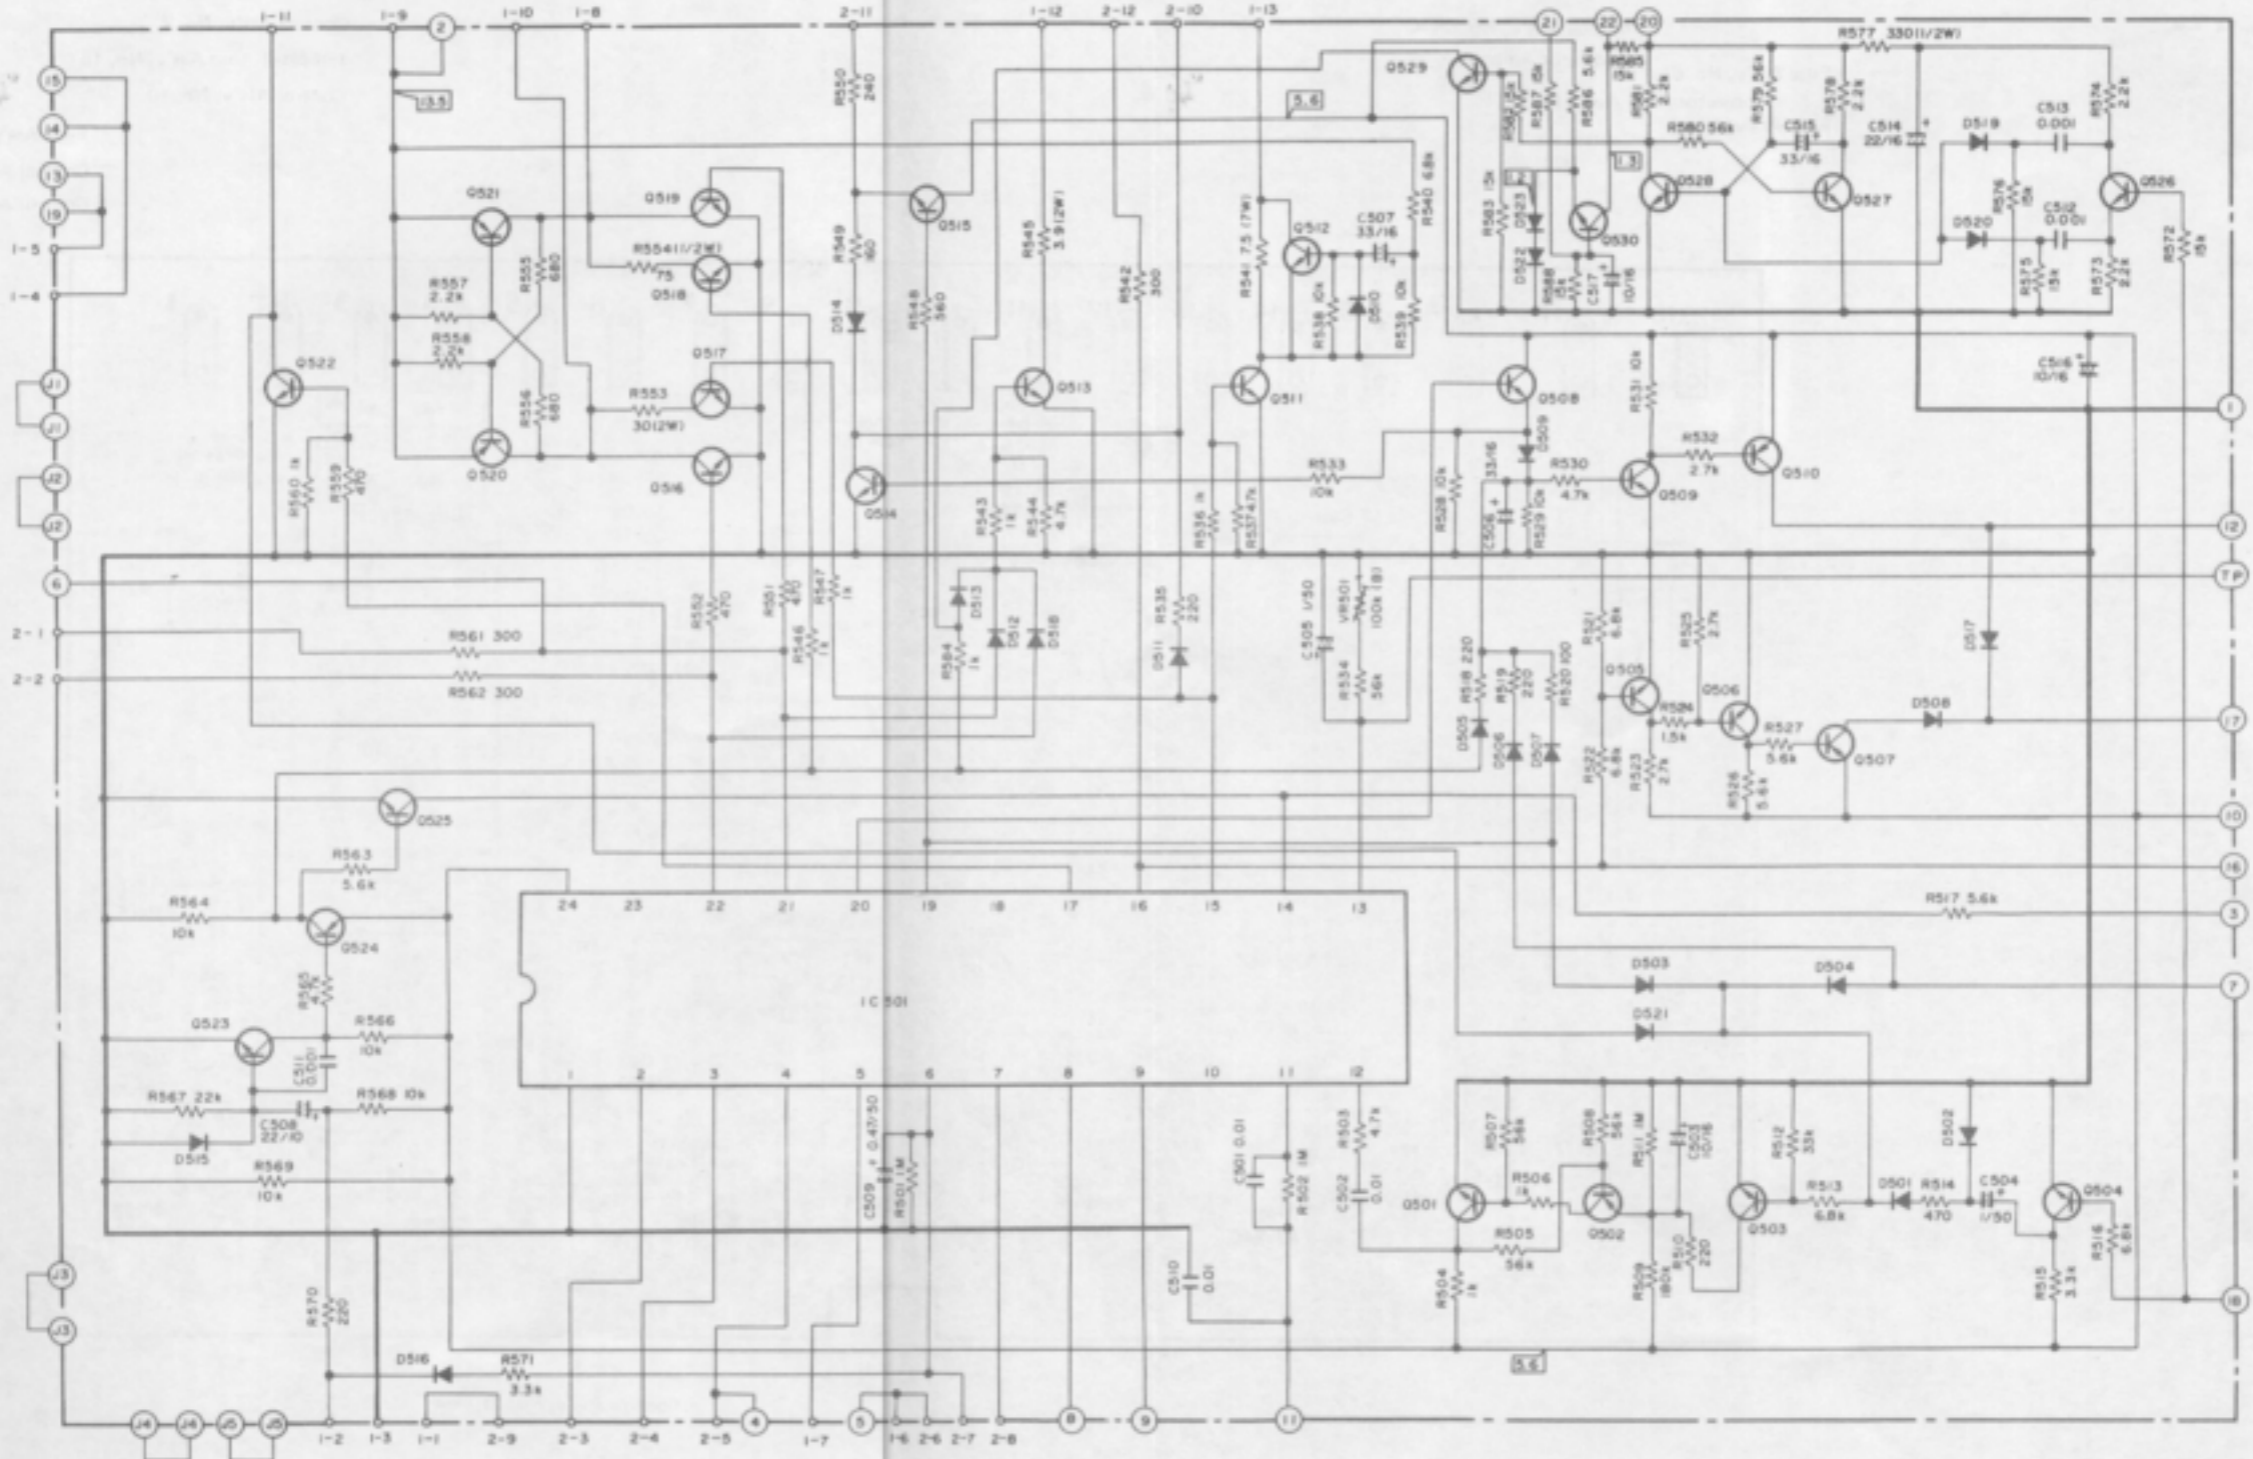 1-11 1-9 2 1-10 1-8 2-11 1-12 2-12 2-10 1-13 21 22 20
R577 330(1/2W)
15 13.5 R550 240 5.6 Q529 R582 15k R587 15k R586 5.6k R585 15k R581 2.2k R579 56k R578 2.2k R574 2.2k
14 R580 56k C515 33/16 C514 22/16 D519 C513 0.001
13 Q521 Q519 Q515 R540 68k R583 15k D523 1.3 Q528 Q527 R576 15k Q526
19 R549 160 R545 3.9(2W) R541 7.5(7W) Q512 C507 33/16 Q530 D520 C512 0.001 R572 15k
1-5 R555 680 R554(1/2W) 75 Q518 R542 300 D522 R588 15k C517 10/16 R575 15k R573 2.2k
1-4 R557 2.2k D514 R548 560 R538 10k D510 R539 10k
R558 2.2k
Q522 Q517 Q513 Q511 Q508 R531 10k C516 10/16
J1 R556 680 R553 30(2W) 1
J1 Q520 Q516 Q514 R533 10k D509 R532 2.7k Q510
J2 R560 1k R559 470 R543 1k R544 4.7k R536 1k R537 4.7k R528 10k C506 33/16 R529 10k R530 4.7k Q509
J2 12
6 R552 470 R551 470 R547 1k D513 R535 220 C505 1/50 VR501 100k (B) R521 6.8k R525 2.7k TP
2-1 R561 300 R546 1k R584 1k D512 D518 D511 R534 56k R518 220 R519 220 R520 100 D517
2-2 R562 300 Q505 Q506 D508
D505 D506 D507 R522 6.8k R524 1.5k R523 2.7k R527 5.6k R526 5.6k Q507 17
Q525 10
R563 5.6k 16
R564 10k 24 23 22 21 20 19 18 17 16 15 14 13 R517 5.6k 3
Q524
R565 4.7k IC501 D503 D504 7
Q523 R566 10k D521
C511 0.001 1 2 3 4 5 6 7 8 9 10 11 12
R567 22k C508 22/10 R568 10k C509 0.47/50 R501 1M C501 0.01 R502 1M R503 4.7k C502 0.01 R507 56k R508 56k R511 1M C503 10/16 R512 33k D502
D515
R569 10k Q501 R506 1k Q502 Q503 R513 6.8k D501 R514 470 C504 1/50 Q504
R505 56k R510 220 R516 6.8k
J3 R570 220 C510 0.01 R504 1k R509 180k R515 3.3k 18
J3
D516 R571 3.3k 5.6
J4 J4 J5 J5 4 5 8 9 11
1-2 1-3 1-1 2-9 2-3 2-4 2-5 1-7 1-6 2-6 2-7 2-8